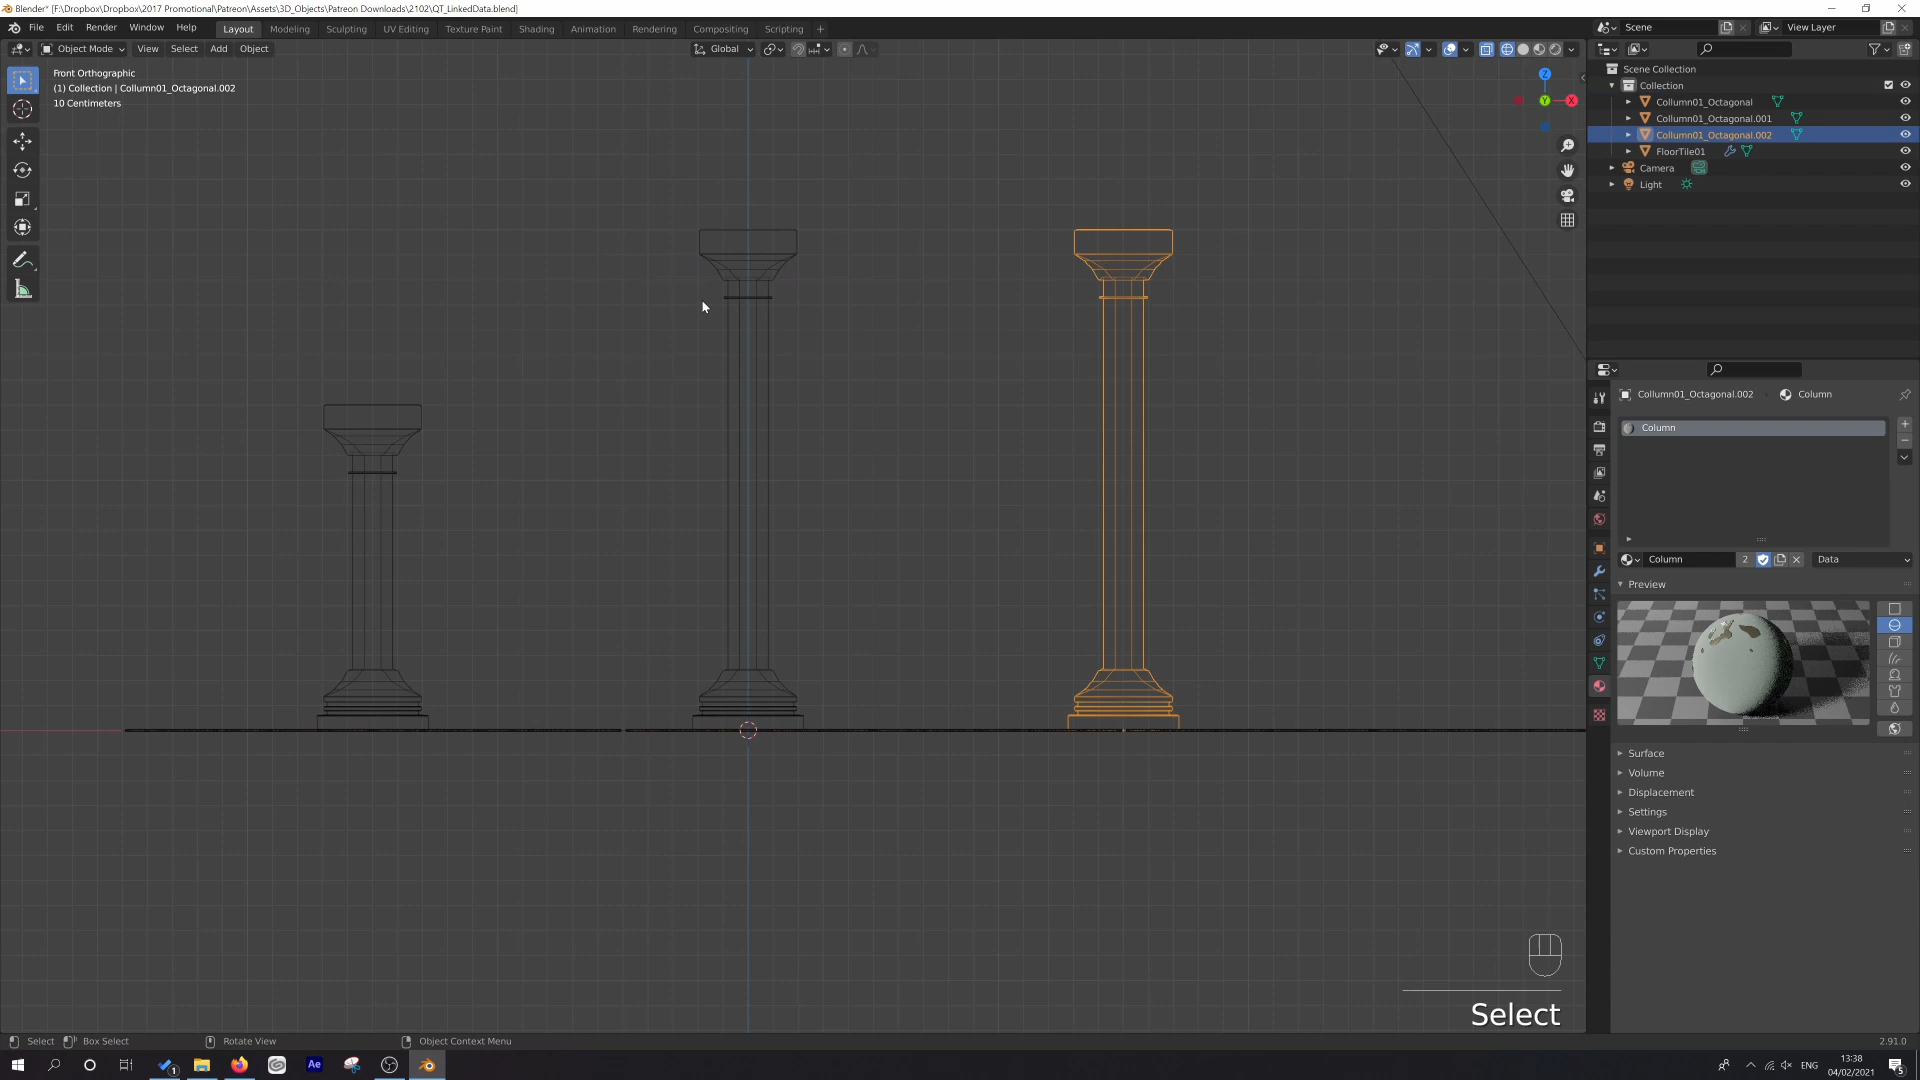 Blender* [F:\Dropbox\Dropbox\2017 Promotional\Patreon\Assets\3D_Objects\Patreon Downloads\2102\QT_LinkedData.blend]
File Edit Render Window Help Layout Modeling Sculpting UV Editing Texture Paint Shading Animation Rendering Compositing Scripting + Scene View Layer
Object Mode View Select Add Object Global
Front Orthographic
(1) Collection | Collumn01_Octagonal.002
10 Centimeters
Z
Y
X
Scene Collection
Collection
Collumn01_Octagonal
Collumn01_Octagonal.001
Collumn01_Octagonal.002
FloorTile01
Camera
Light
Collumn01_Octagonal.002 Column
Column
Column 2 Data
Preview
Surface
Volume
Displacement
Settings
Viewport Display
Custom Properties
Select
Select Box Select Rotate View Object Context Menu 2.91.0
1 Ae ENG 13:38
04/02/2021 5